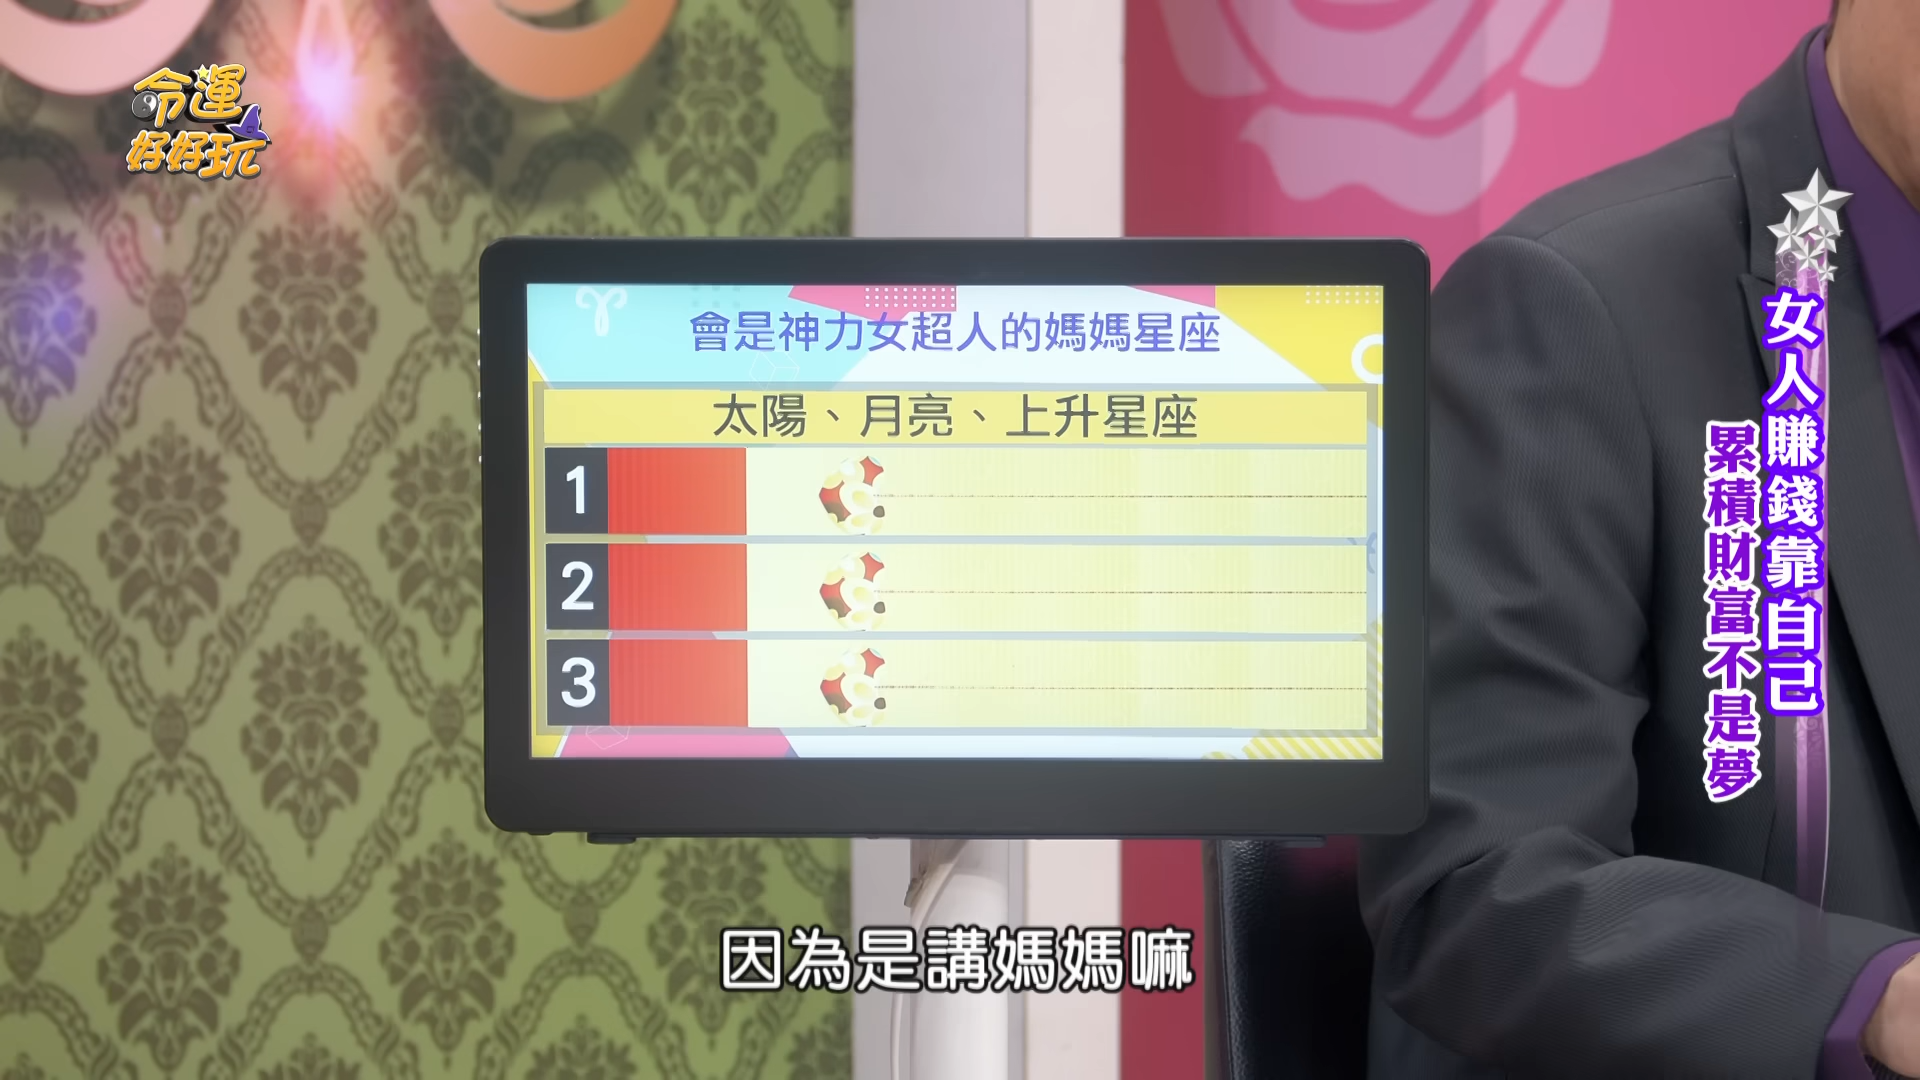 命運
好好玩
會是神力女超人的媽媽星座
太陽、月亮、上升星座
1
2
3
女人賺錢靠自己
累積財富不是夢
因為是講媽媽嘛